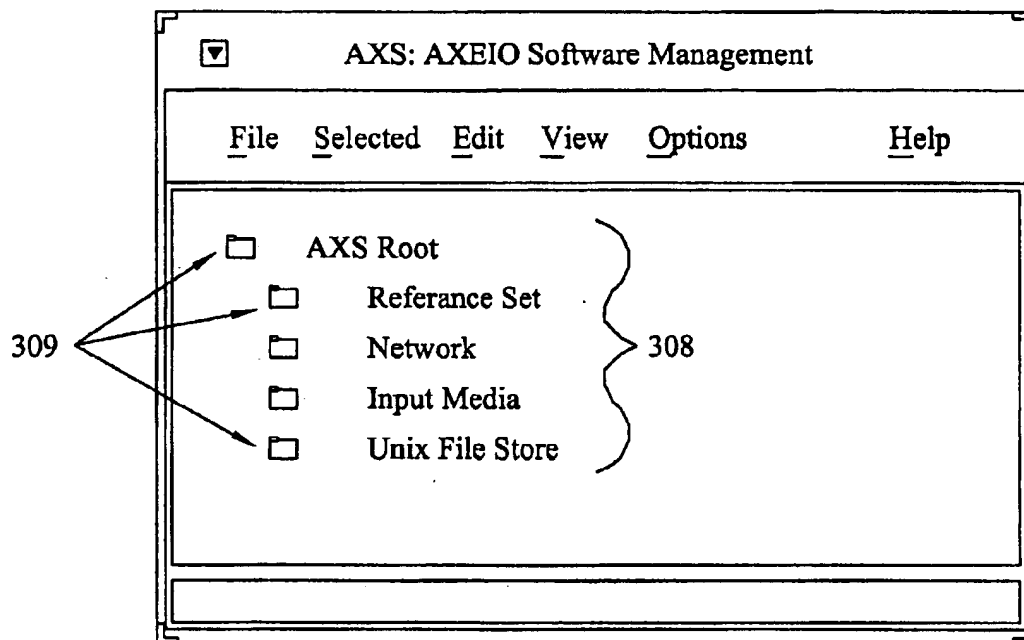 AXS: AXEIO Software Management
File Selected Edit View Options Help
AXS Root
Referance Set
309 Network 308
Input Media
Unix File Store